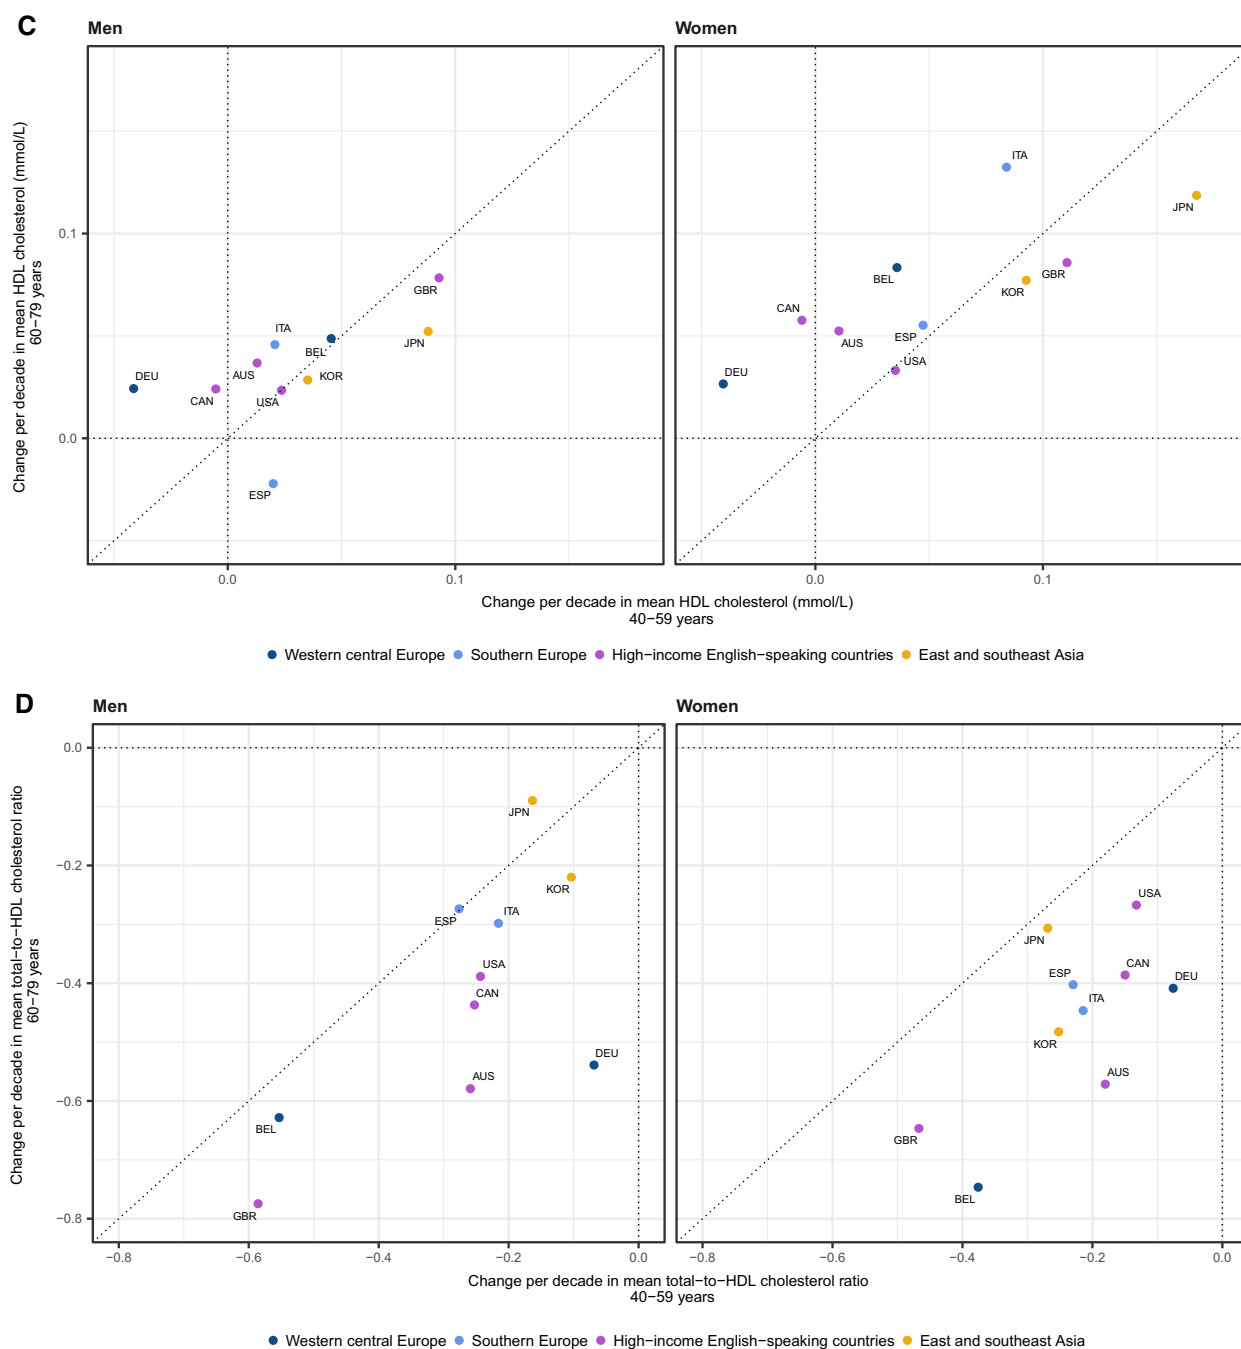 C
Men
Women
Change per decade in mean HDL cholesterol (mmol/L)
60−79 years
0.1
0.0
DEU
CAN
AUS
ITA
USA
BEL
KOR
ESP
GBR
JPN
ITA
JPN
BEL
GBR
KOR
CAN
AUS
ESP
USA
DEU
0.0
0.1
0.0
0.1
Change per decade in mean HDL cholesterol (mmol/L)
40−59 years
Western central Europe
Southern Europe
High−income English−speaking countries
East and southeast Asia
D
Men
Women
Change per decade in mean total−to−HDL cholesterol ratio
60−79 years
0.0
−0.2
−0.4
−0.6
−0.8
JPN
KOR
ESP
ITA
USA
CAN
AUS
DEU
BEL
GBR
USA
JPN
CAN
ESP
DEU
ITA
KOR
AUS
GBR
BEL
−0.8
−0.6
−0.4
−0.2
0.0
−0.8
−0.6
−0.4
−0.2
0.0
Change per decade in mean total−to−HDL cholesterol ratio
40−59 years
Western central Europe
Southern Europe
High−income English−speaking countries
East and southeast Asia